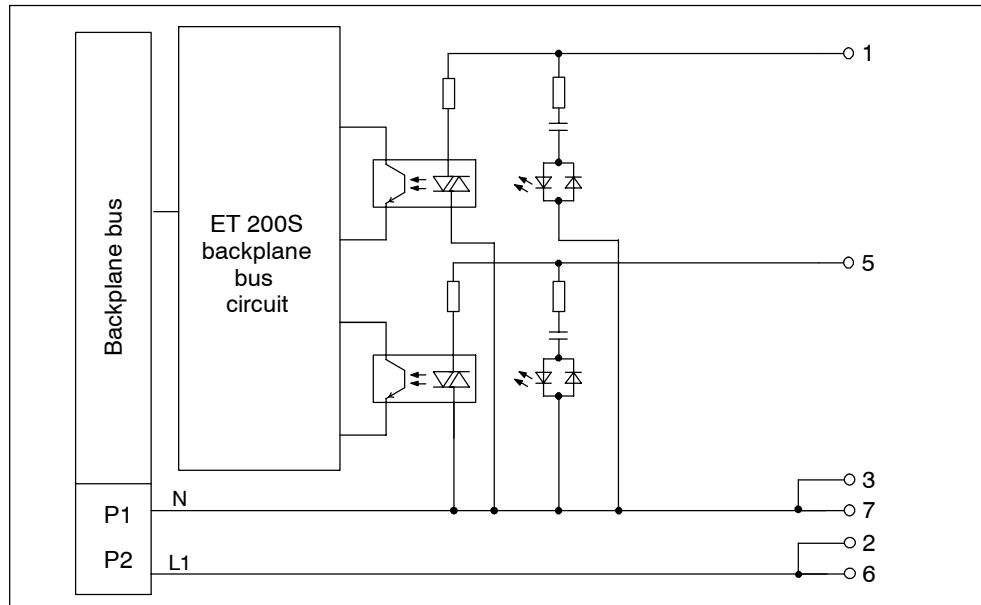 Backplane bus
ET 200S
backplane
bus
circuit
1
5
3
P1
N
7
2
P2
L1
6